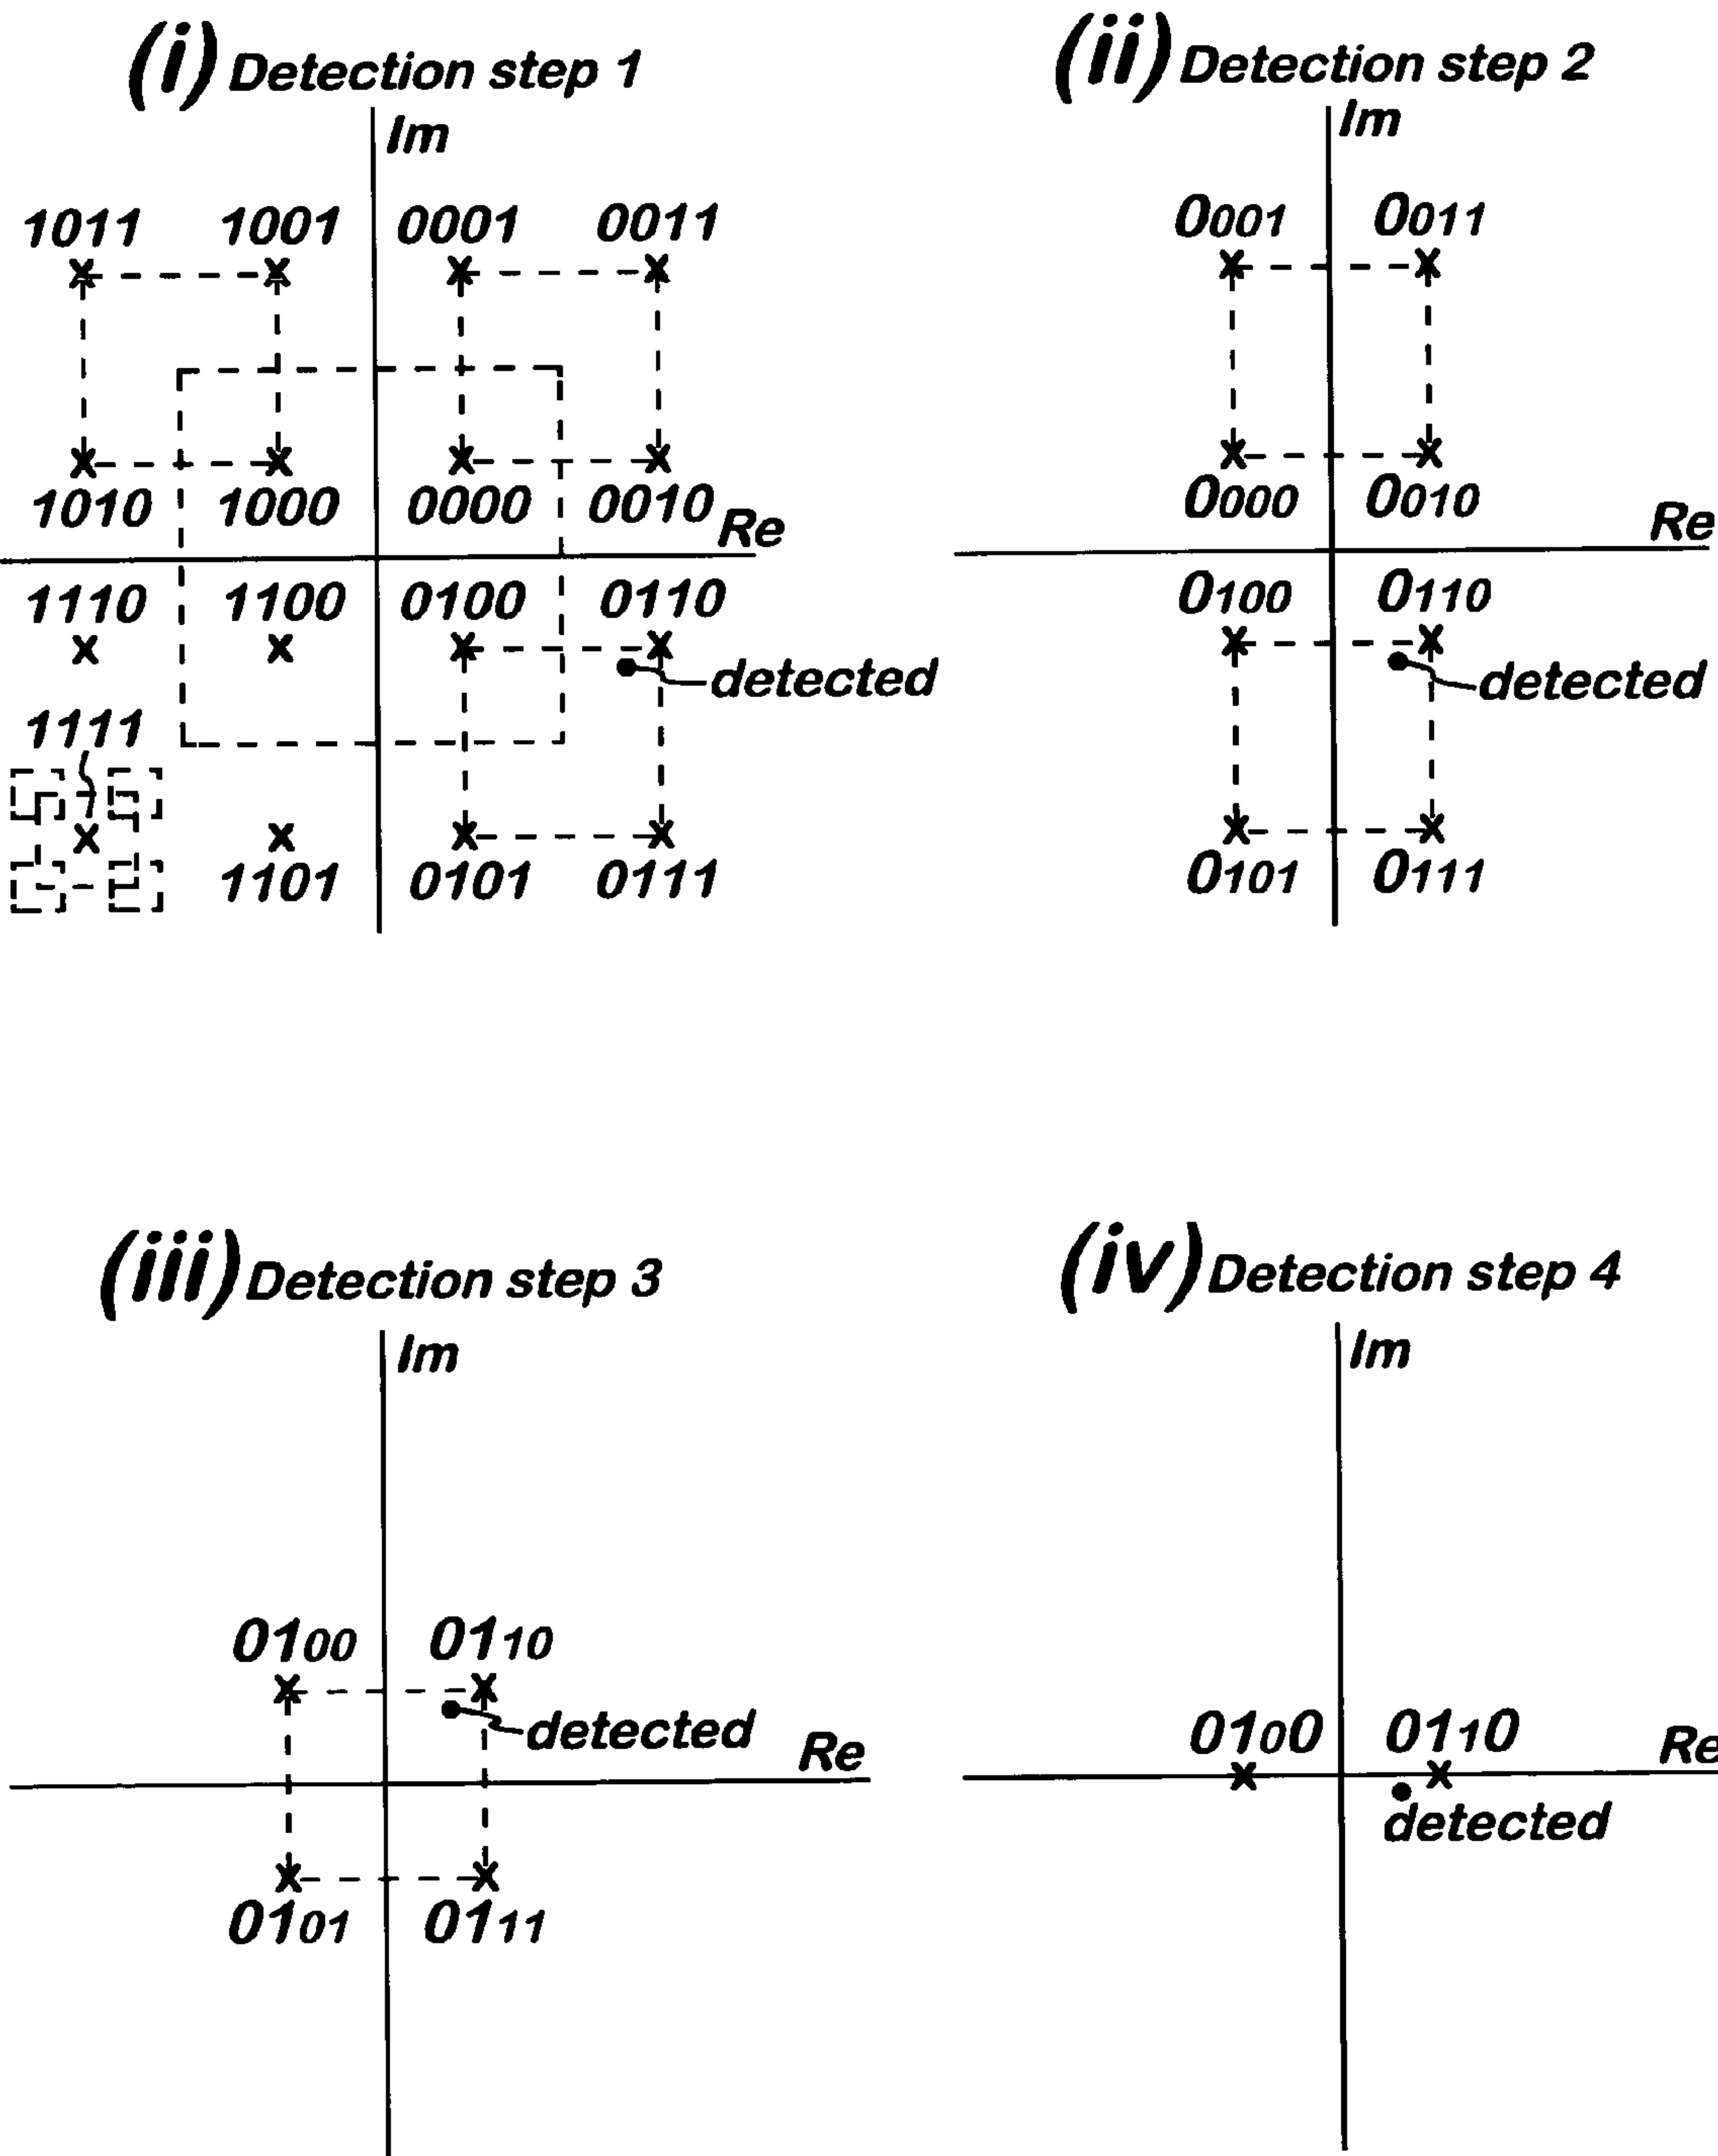 (i) Detection step 1
Im
1011 1001 0001 0011
1010 1000 0000 0010
Re
1110 1100 0100 0110
detected
1111
1101 0101 0111
(ii) Detection step 2
Im
0001 0011
0000 0010
Re
0100 0110
detected
0101 0111
(iii) Detection step 3
Im
0100 0110
detected
Re
0101 0111
(iv) Detection step 4
Im
0100 0110
Re
detected